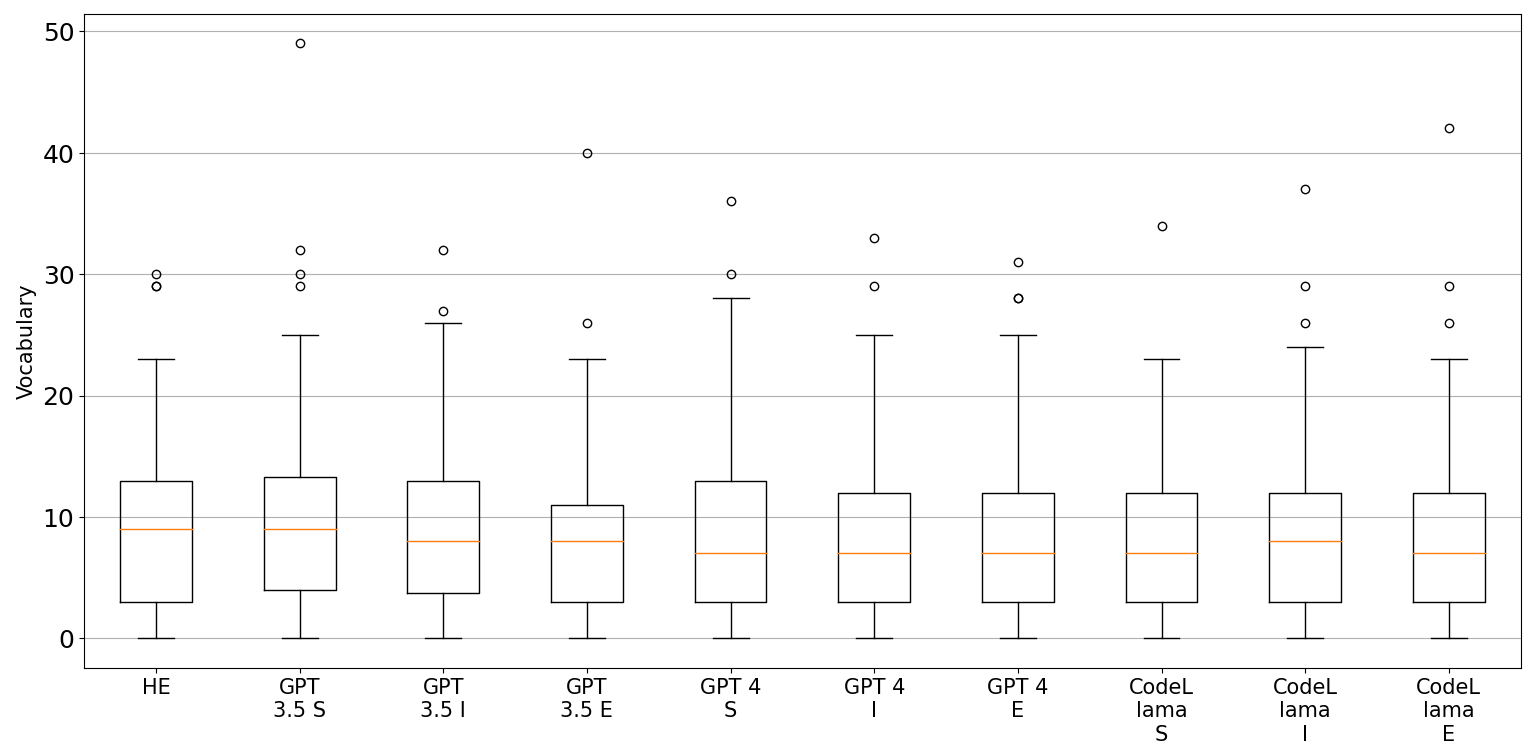 50
40
30
20
10
0
Vocabulary
HE
GPT
3.5 S
GPT
3.5 I
GPT
3.5 E
GPT 4
S
GPT 4
I
GPT 4
E
CodeL
lama
S
CodeL
lama
I
CodeL
lama
E